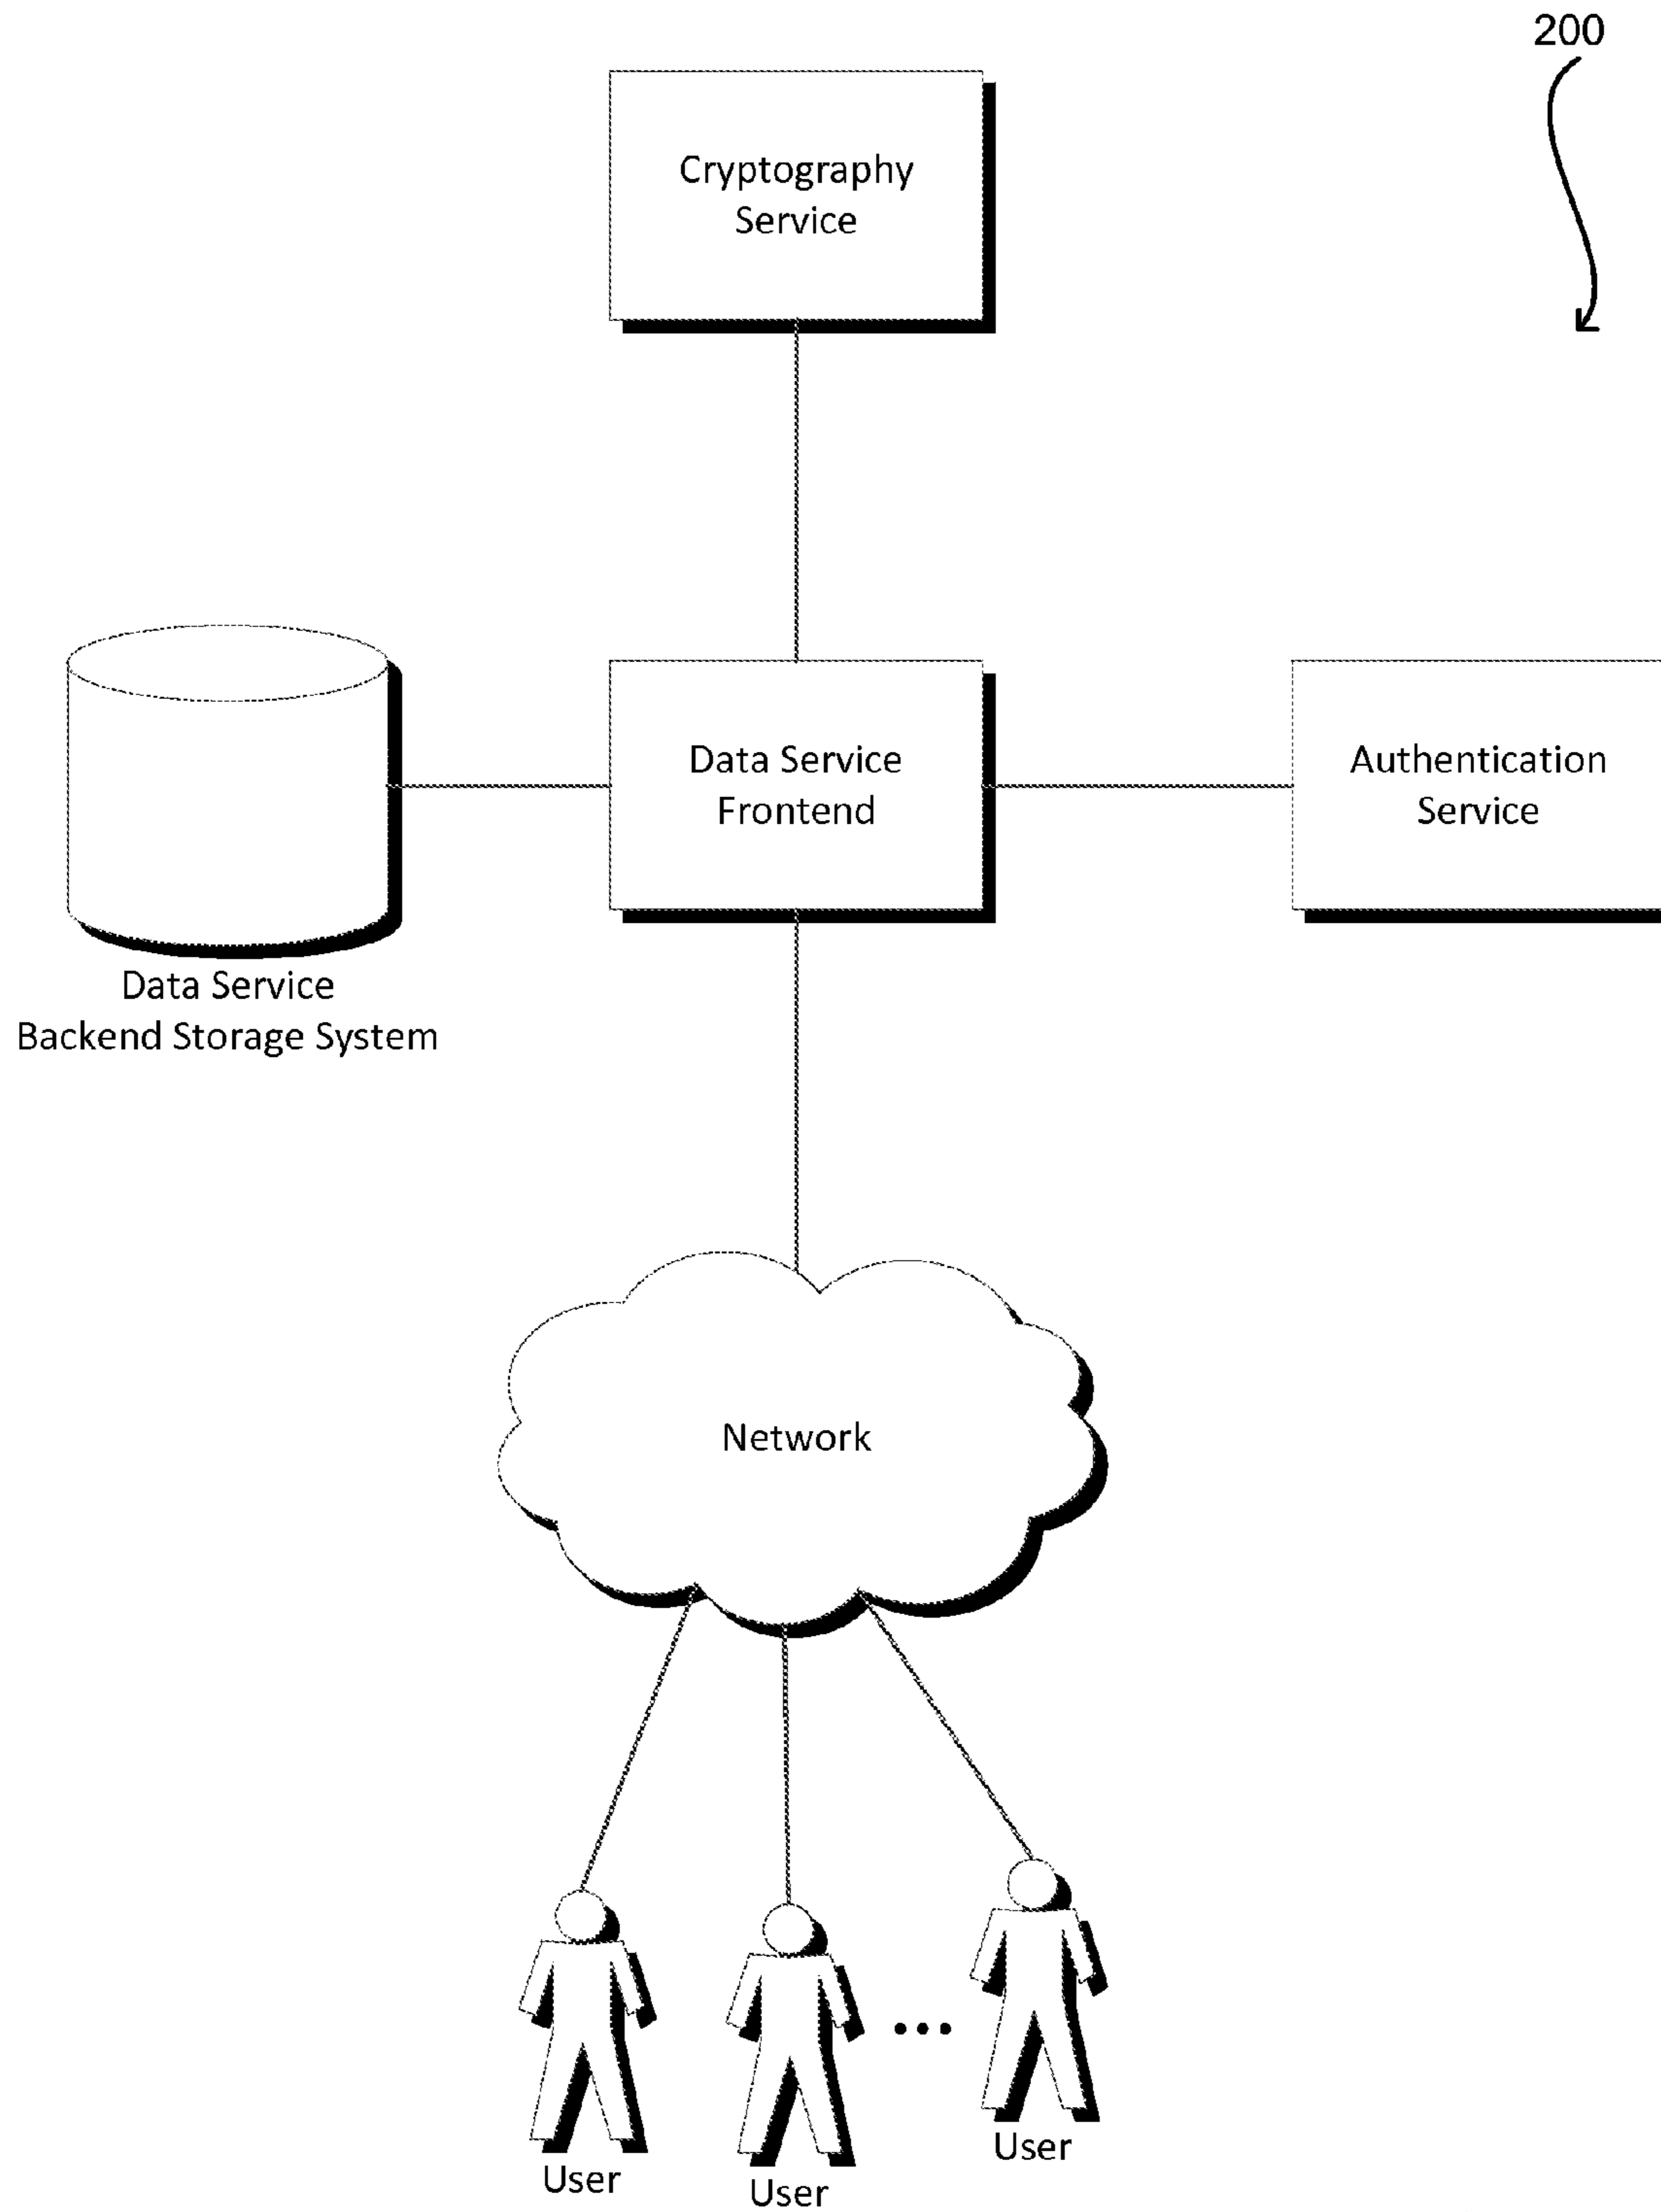 200
Cryptography
Service
Data Service
Frontend
Authentication
Service
Data Service
Backend Storage System
Network
User
User
User